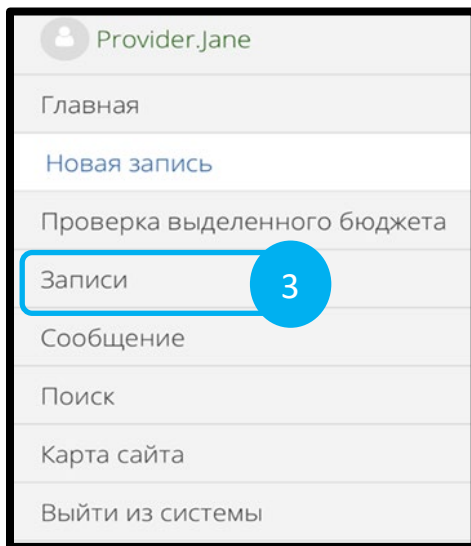 Provider.Jane
Главная
Новая запись
Проверка выделенного бюджета
Записи 3
Сообщение
Поиск
Карта сайта
Выйти из системы